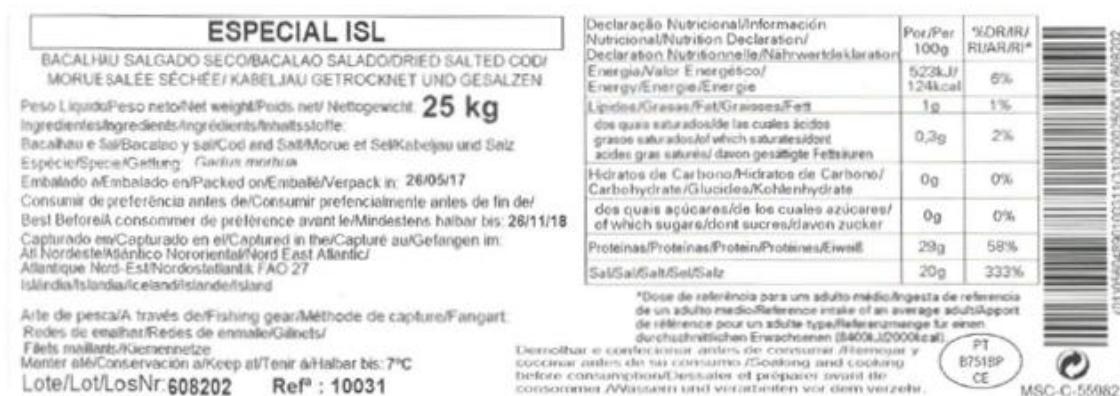 ESPECIAL ISL
BACALHAU SALGADO SECO/BACALAO SALADO/DRIED SALTED COD/
MORUE SALÉE SÉCHÉE/ KABELJAU GETROCKNET UND GESALZEN
Peso Líquido/Peso neto/Net weight/Poids net/ Nettogewicht: 25 kg
Ingredientes/Ingredients/Ingrédients/Inhaltsstoffe:
Bacalhau e Sal/Bacalao y sal/Cod and Salt/Morue et Sel/Kabeljau und Salz
Espécie/Specie/Gattung: Gadus morhua
Embalado a/Embalado en/Packed on/Emballé/Verpack in: 26/05/17
Consumir de preferência antes de/Consumir prefencialmente antes de fin de/
Best Before/A consommer de préférence avant le/Mindestens halbar bis: 26/11/18
Capturado em/Capturado en el/Captured in the/Capturé au/Gefangen im:
Atl Nordeste/Atlántico Nororiental/Nord East Atlantic/
Atlantique Nord-Est/Nordostatlantik FAO 27
Islândia/Islandia/Iceland/Islande/Island
Arte de pesca/A través de/Fishing gear/Méthode de capture/Fangart:
Redes de emalhar/Redes de enmalle/Gillnets/
Filets maillants/Kiemennetze
Manter até/Conservación a/Keep at/Tenir à/Halbar bis: 7ºC
Lote/Lot/LosNr: 608202 Refª : 10031
Declaração Nutricional/Información
Nutricional/Nutrition Declaration/
Declaration Nutritionnelle/Nährwertdeklaration
Por/Per
100g
%DR/IR/
RI/AR/RI*
Energia/Valor Energético/
Energy/Energie/Energie
523kJ/
124kcal
6%
Lípidos/Grasas/Fat/Graisses/Fett 1g 1%
dos quais saturados/de las cuales ácidos
grasos saturados/of which saturates/dont
acides gras saturés/ davon gesättigte Fettsäuren
0,3g 2%
Hidratos de Carbono/Hidratos de Carbono/
Carbohydrate/Glucides/Kohlenhydrate
0g 0%
dos quais açúcares/de los cuales azúcares/
of which sugars/dont sucres/davon zucker
0g 0%
Proteínas/Proteínas/Protein/Protéines/Eiweiß 29g 58%
Sal/Sal/Salt/Sel/Salz 20g 333%
*Dose de referência para um adulto médio/Ingesta de referencia
de un adulto medio/Reference intake of an average adult/Apport
de référence pour un adulte type/Referenzmenge für einen
durchschnittlichen Erwachsenen (8400kJ/2000kcal)
Demolhar e confecionar antes de consumir /Remojar y
coccinar antes de su consumo /Soaking and cooking
before consumption/Dessaler et préparer avant de
consommer /Wässern und verarbeiten vor dem verzehr.
PT
B751BP
CE
MSC-C-55982